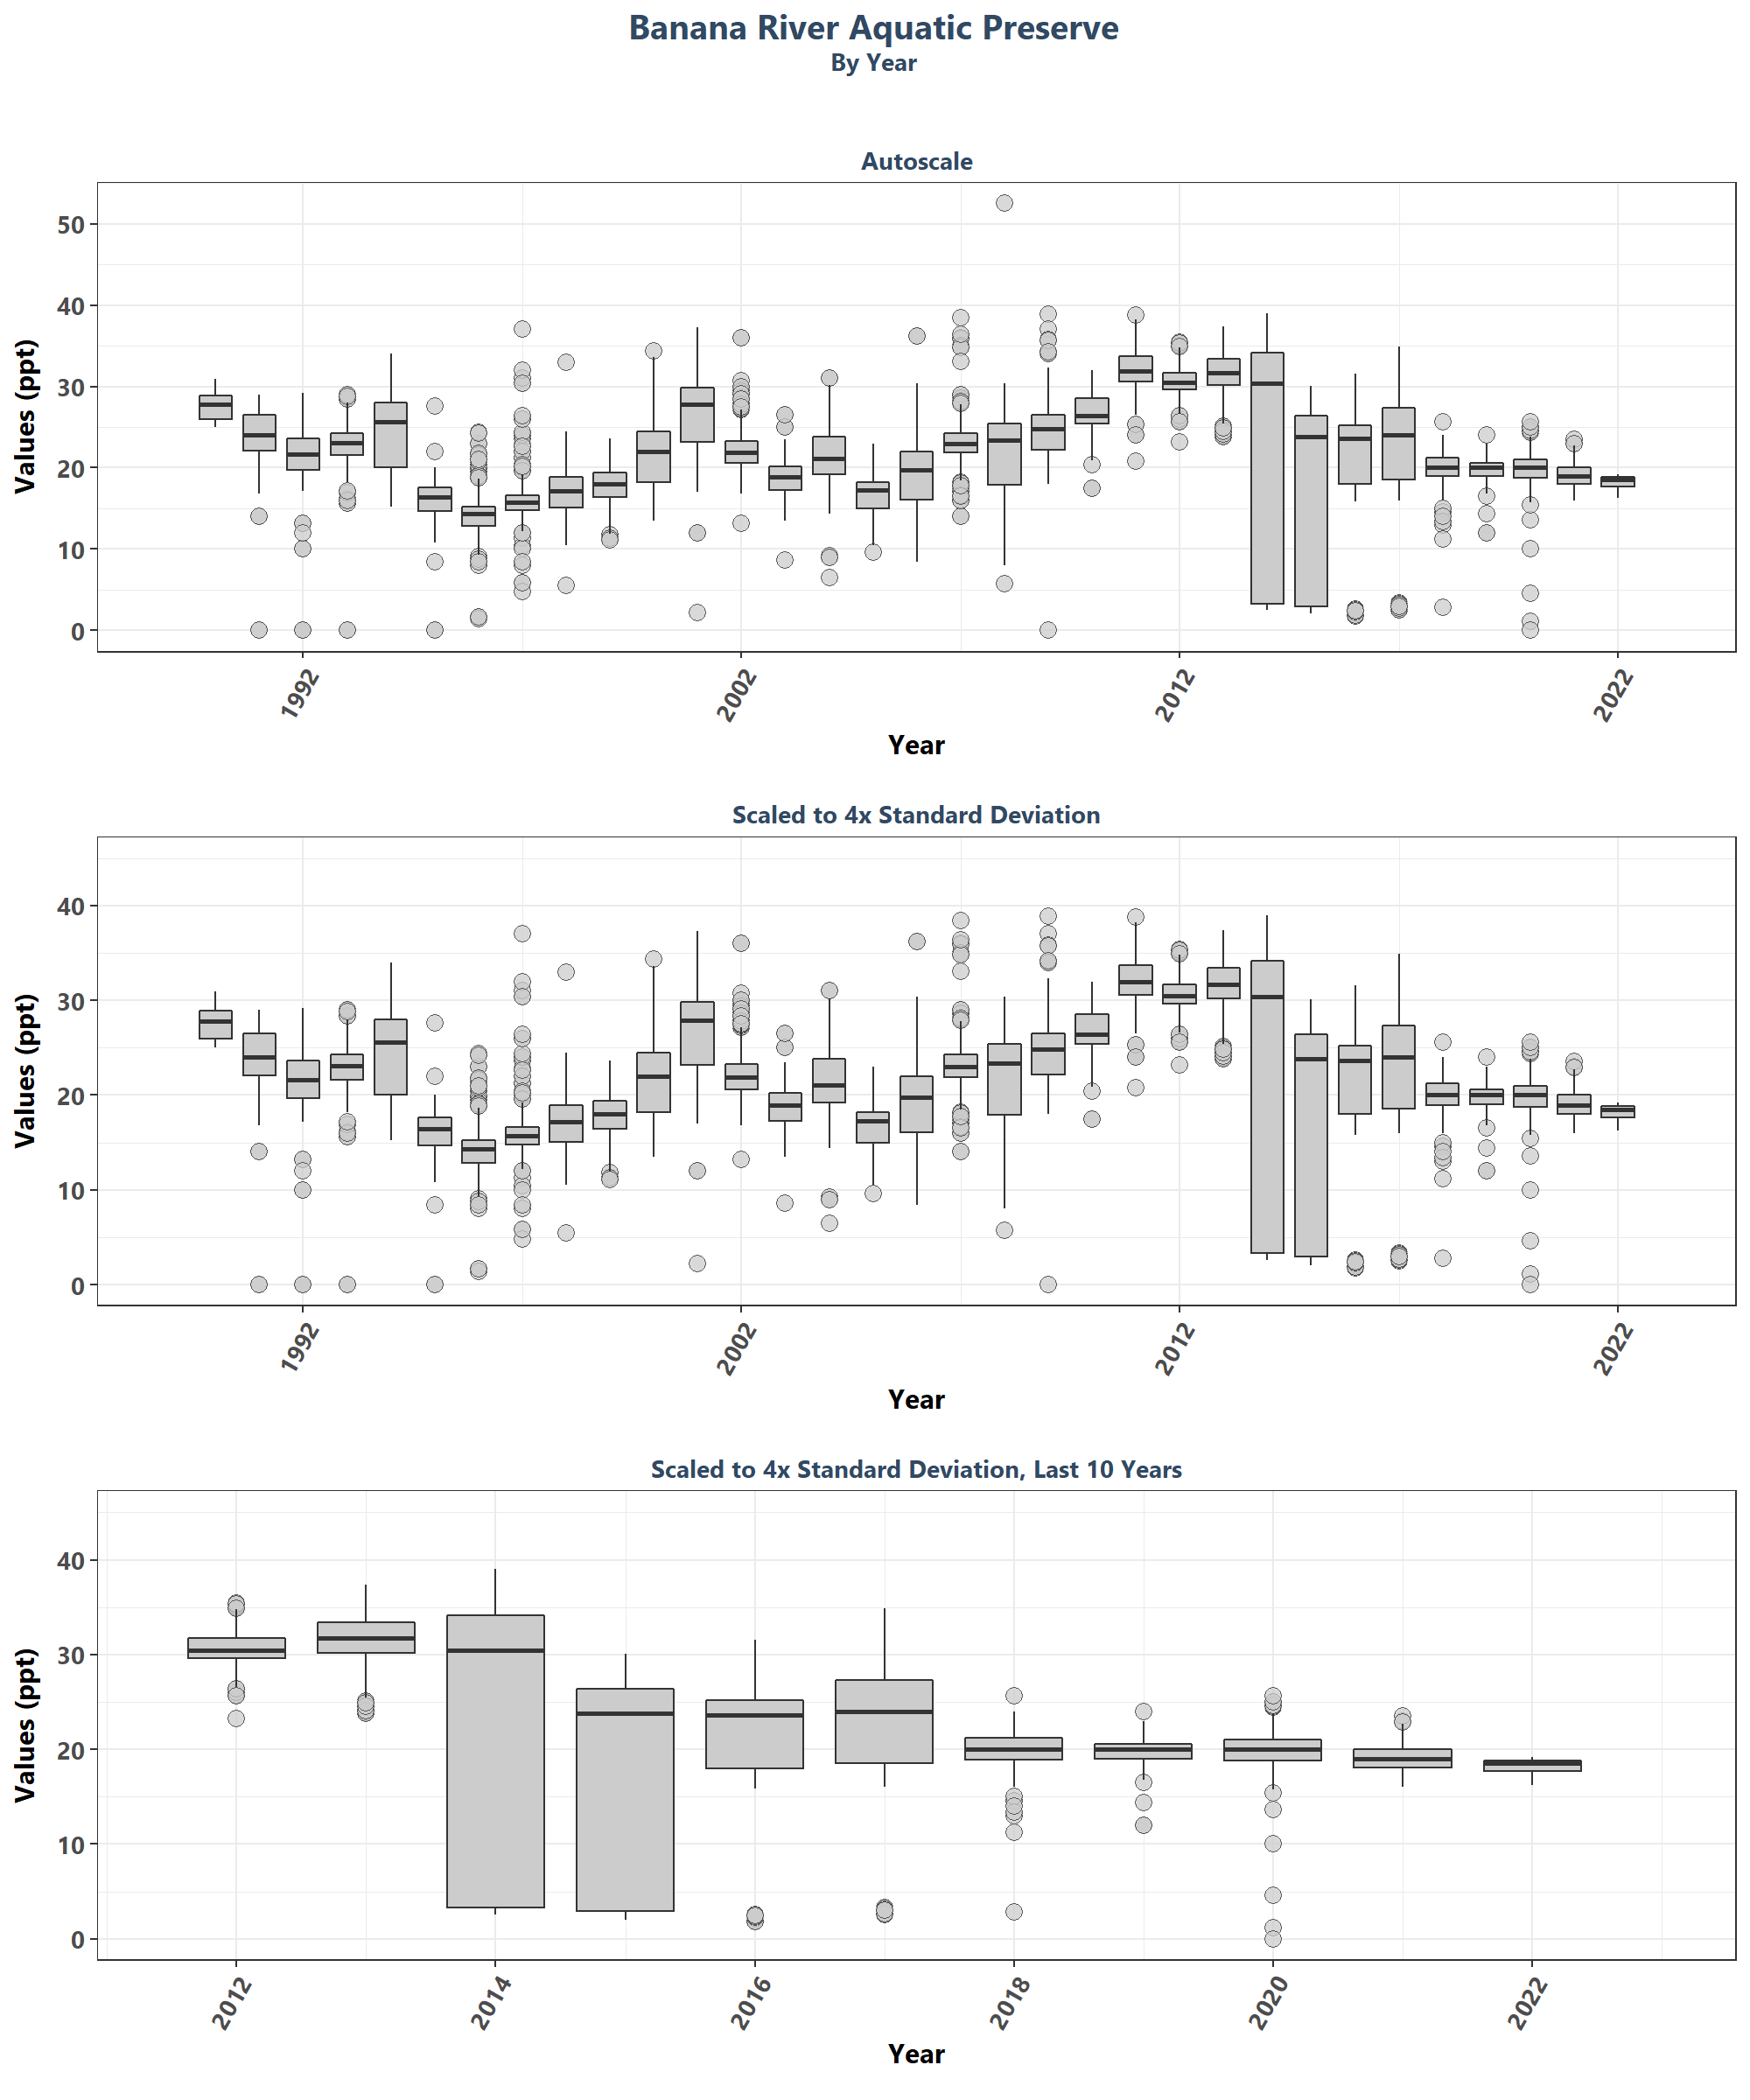 Banana River Aquatic Preserve
By Year
Autoscale
Values (ppt)
50
40
30
20
10
0
1992
2002
2012
2022
Year
Scaled to 4x Standard Deviation
Values (ppt)
40
30
20
10
0
1992
2002
2012
2022
Year
Scaled to 4x Standard Deviation, Last 10 Years
Values (ppt)
40
30
20
10
0
2012
2014
2016
2018
2020
2022
Year